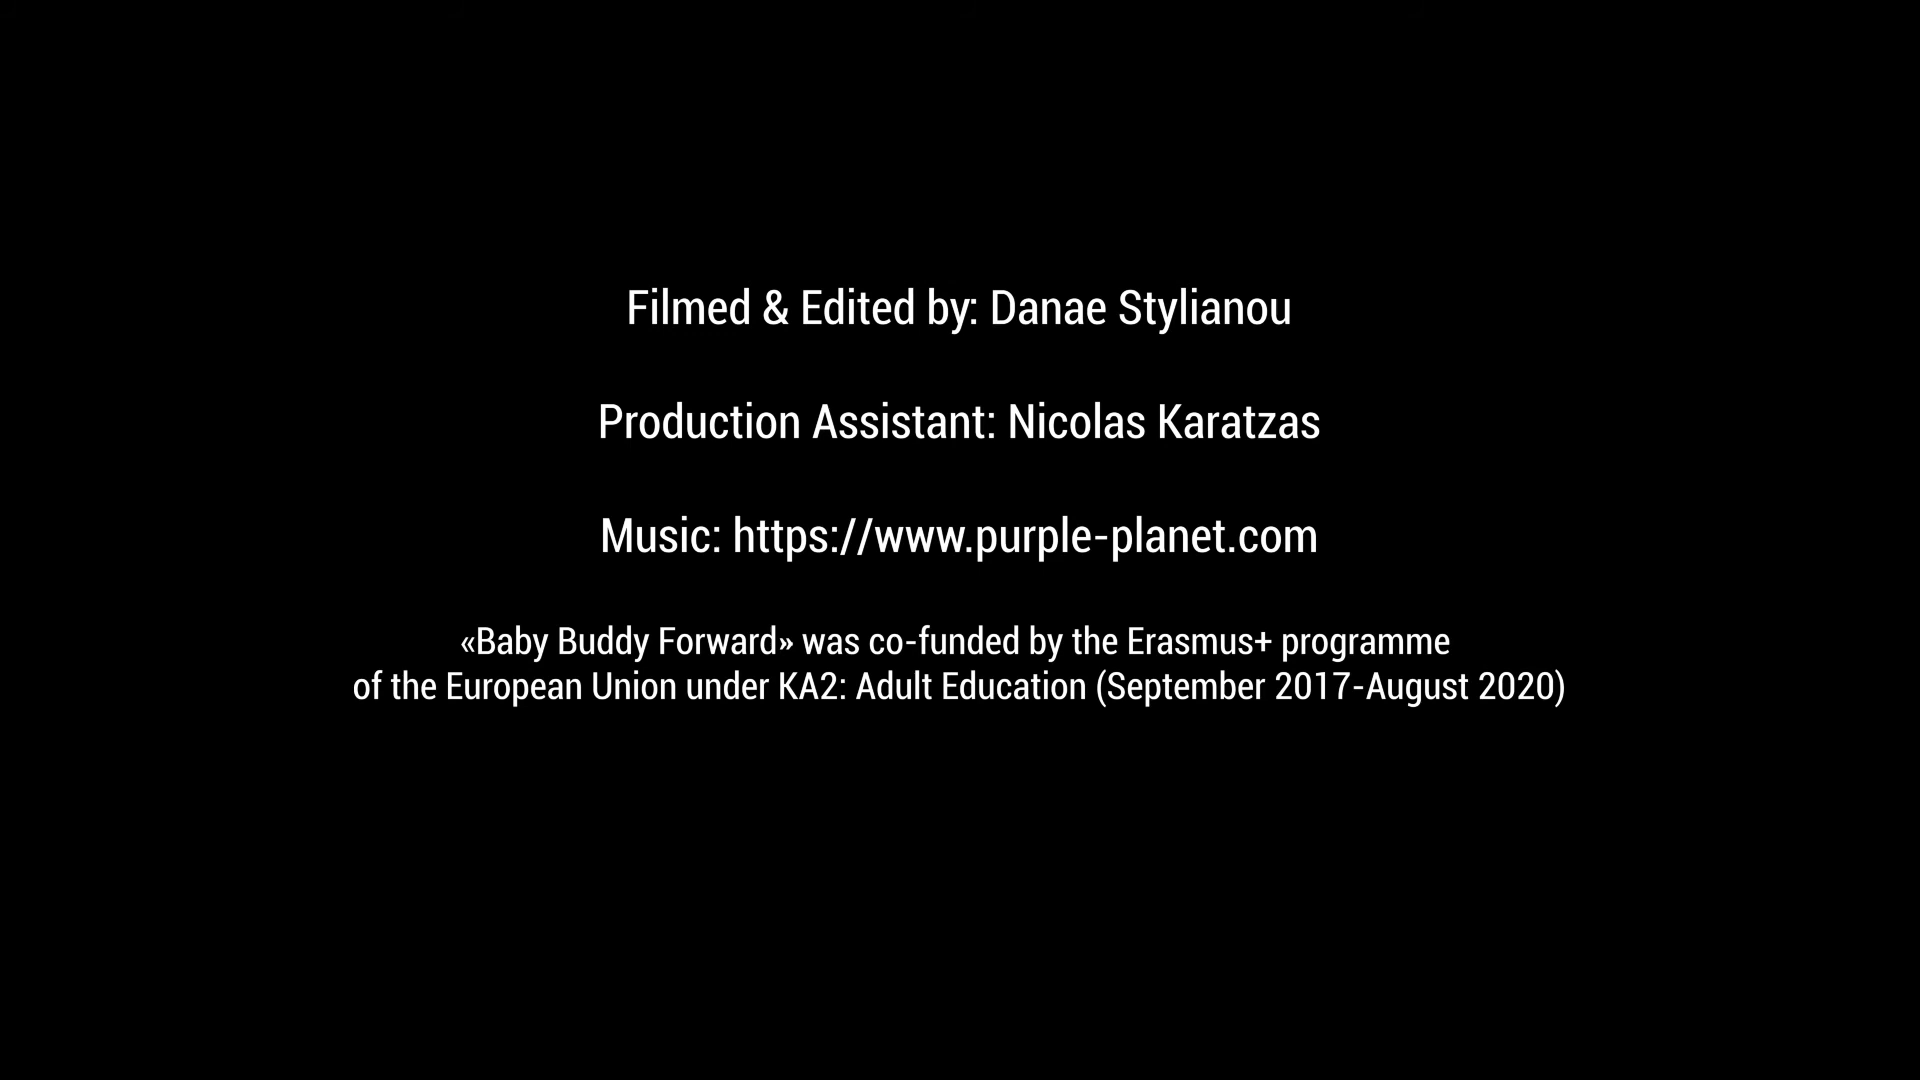 Filmed & Edited by: Danae Stylianou
Production Assistant: Nicolas Karatzas
Music: https://www.purple-planet.com
«Baby Buddy Forward» was co-funded by the Erasmus+ programme
of the European Union under KA2: Adult Education (September 2017-August 2020)